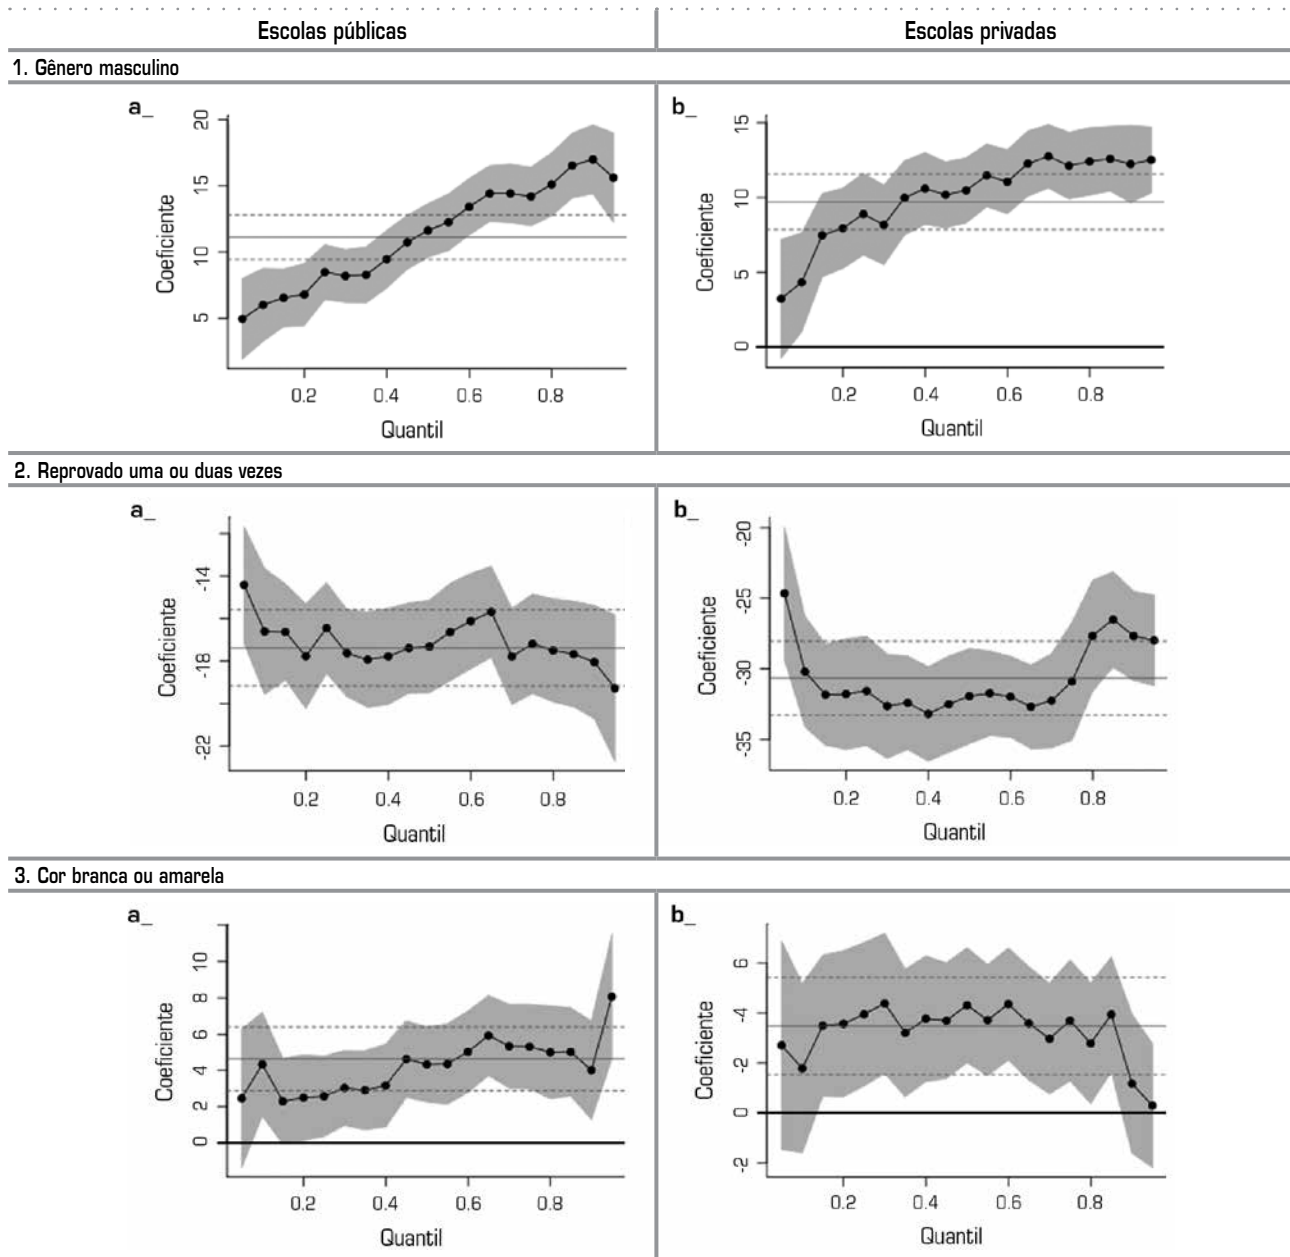 Escolas públicas
Escolas privadas
1. Gênero masculino
a_
20
15
10
5
Coeficiente
0.2 0.4 0.6 0.8
Quantil
b_
15
10
5
0
Coeficiente
0.2 0.4 0.6 0.8
Quantil
2. Reprovado uma ou duas vezes
a_
-14
-18
-22
Coeficiente
0.2 0.4 0.6 0.8
Quantil
b_
-20
-25
-30
-35
Coeficiente
0.2 0.4 0.6 0.8
Quantil
3. Cor branca ou amarela
a_
10
8
6
4
2
0
Coeficiente
0.2 0.4 0.6 0.8
Quantil
b_
6
-4
-2
0
-2
Coeficiente
0.2 0.4 0.6 0.8
Quantil